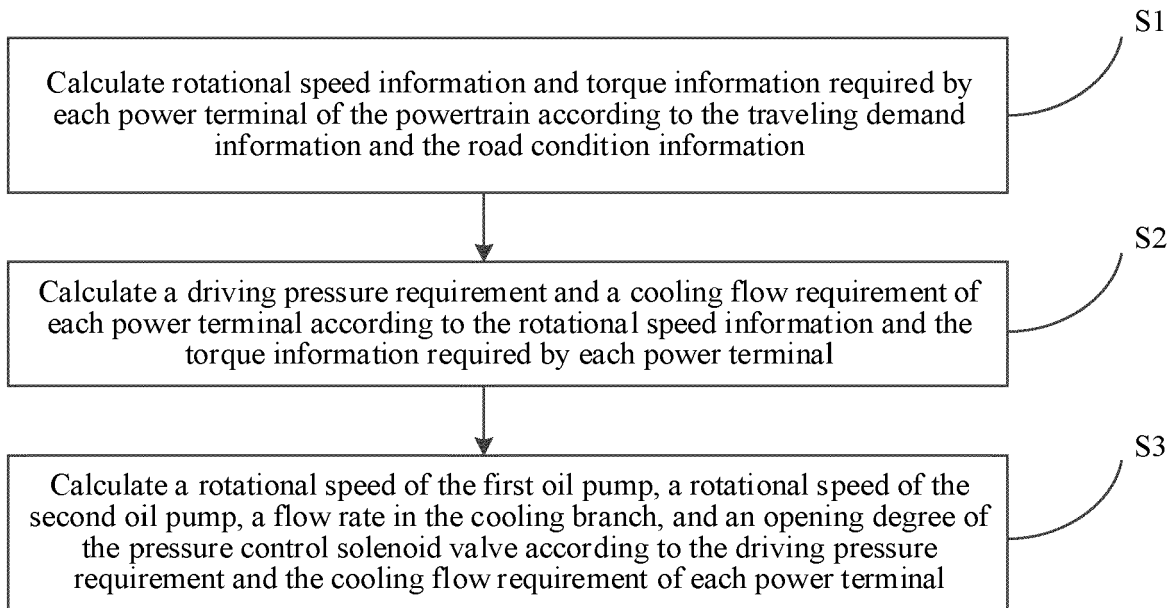 S1
Calculate rotational speed information and torque information required by
each power terminal of the powertrain according to the traveling demand
information and the road condition information
S2
Calculate a driving pressure requirement and a cooling flow requirement of
each power terminal according to the rotational speed information and the
torque information required by each power terminal
S3
Calculate a rotational speed of the first oil pump, a rotational speed of the
second oil pump, a flow rate in the cooling branch, and an opening degree of
the pressure control solenoid valve according to the driving pressure
requirement and the cooling flow requirement of each power terminal